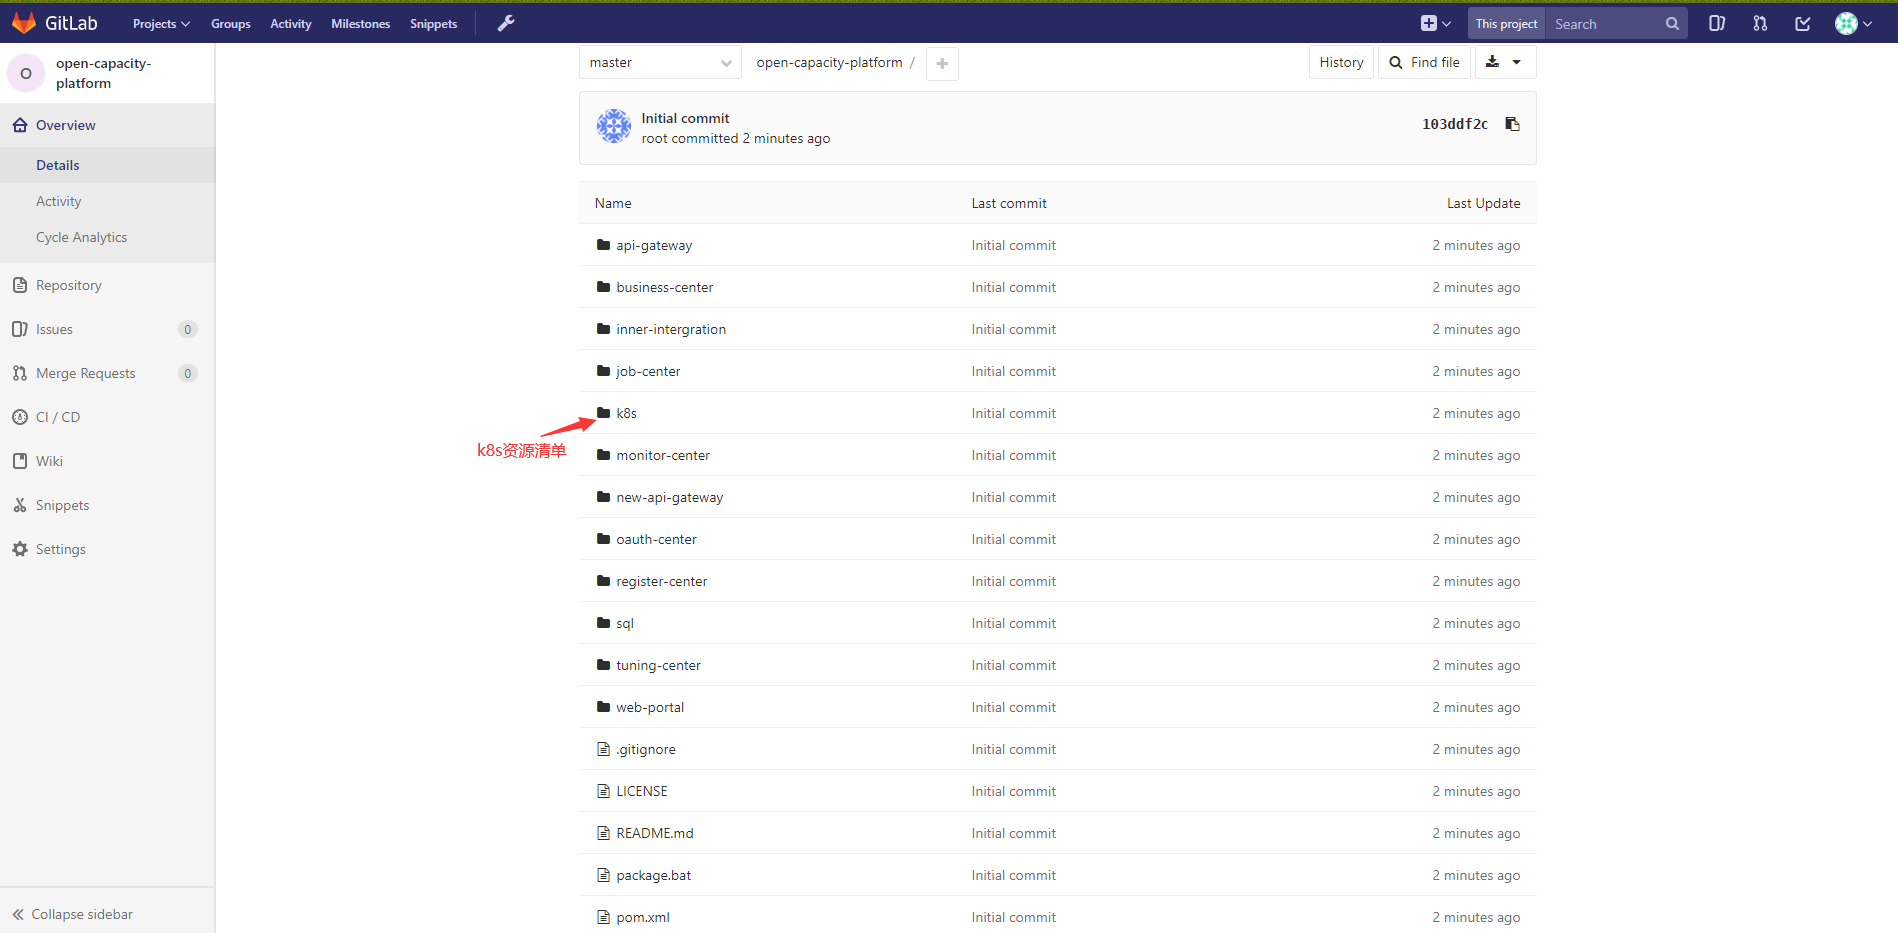 GitLab Projects Groups Activity Milestones Snippets This project Search
open-capacity-
platform
Overview
Details
Activity
Cycle Analytics
Repository
Issues 0
Merge Requests 0
CI / CD
Wiki
Snippets
Settings
Collapse sidebar
O
master open-capacity-platform / History Find file
Initial commit
root committed 2 minutes ago
103ddf2c
Name Last commit Last Update
api-gateway Initial commit 2 minutes ago
business-center Initial commit 2 minutes ago
inner-intergration Initial commit 2 minutes ago
job-center Initial commit 2 minutes ago
k8s Initial commit 2 minutes ago
k8s资源清单
monitor-center Initial commit 2 minutes ago
new-api-gateway Initial commit 2 minutes ago
oauth-center Initial commit 2 minutes ago
register-center Initial commit 2 minutes ago
sql Initial commit 2 minutes ago
tuning-center Initial commit 2 minutes ago
web-portal Initial commit 2 minutes ago
.gitignore Initial commit 2 minutes ago
LICENSE Initial commit 2 minutes ago
README.md Initial commit 2 minutes ago
package.bat Initial commit 2 minutes ago
pom.xml Initial commit 2 minutes ago